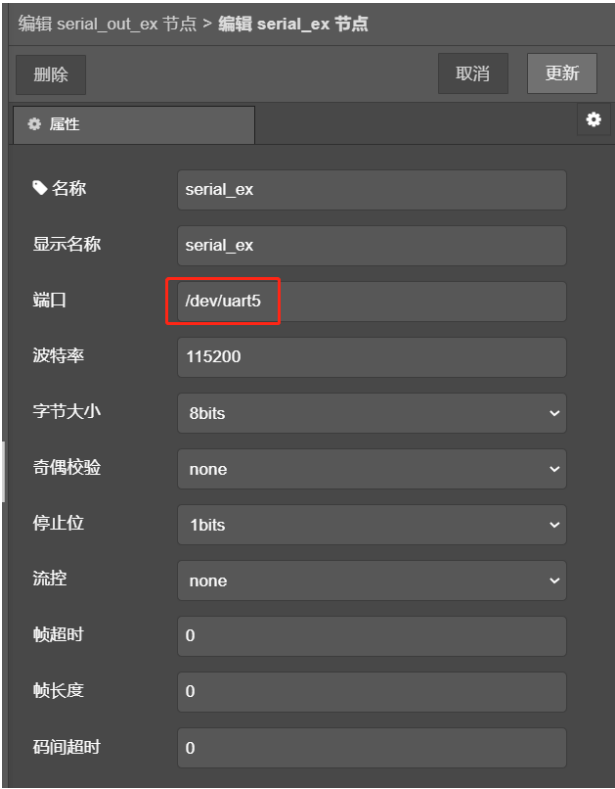 编辑 serial_out_ex 节点 > 编辑 serial_ex 节点
删除 取消 更新
属性
名称 serial_ex
显示名称 serial_ex
端口 /dev/uart5
波特率 115200
字节大小 8bits
奇偶校验 none
停止位 1bits
流控 none
帧超时 0
帧长度 0
码间超时 0